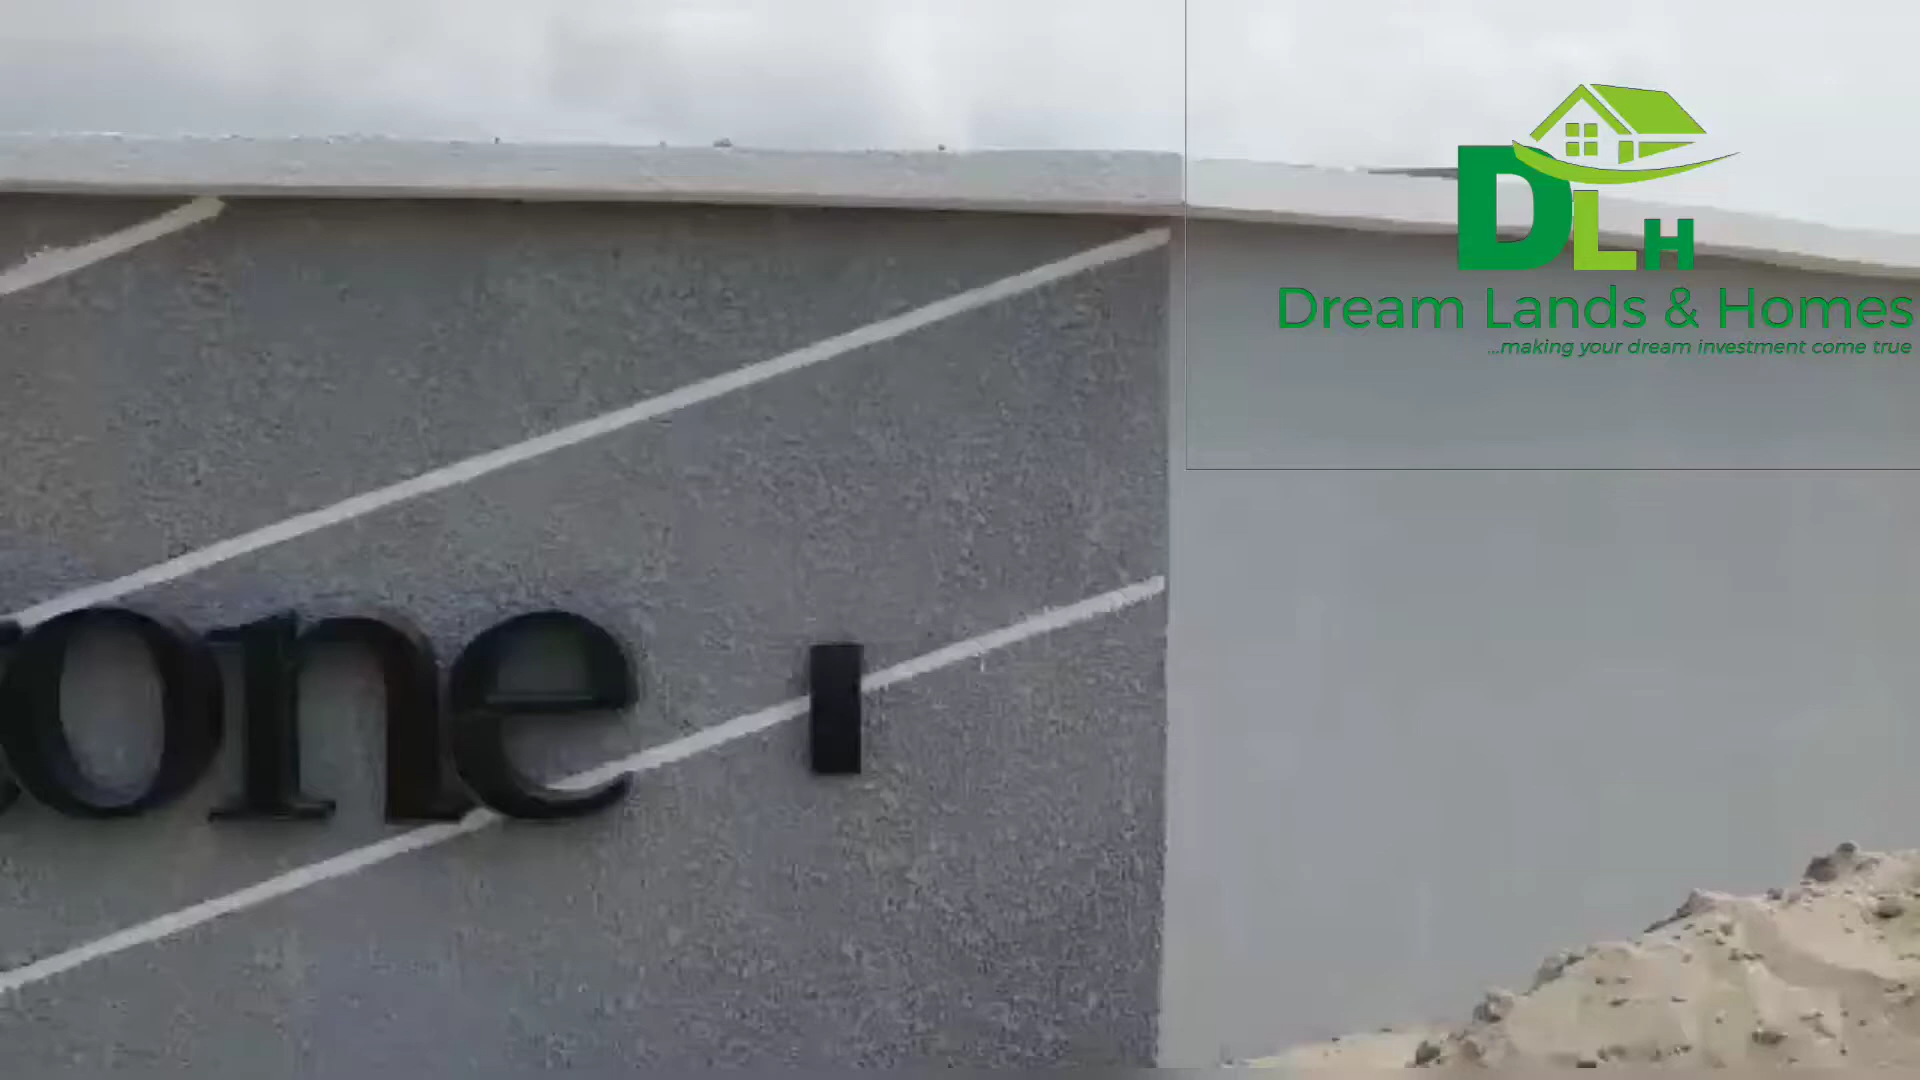 DLH
Dream Lands & Homes
...making your dream investment come true
one